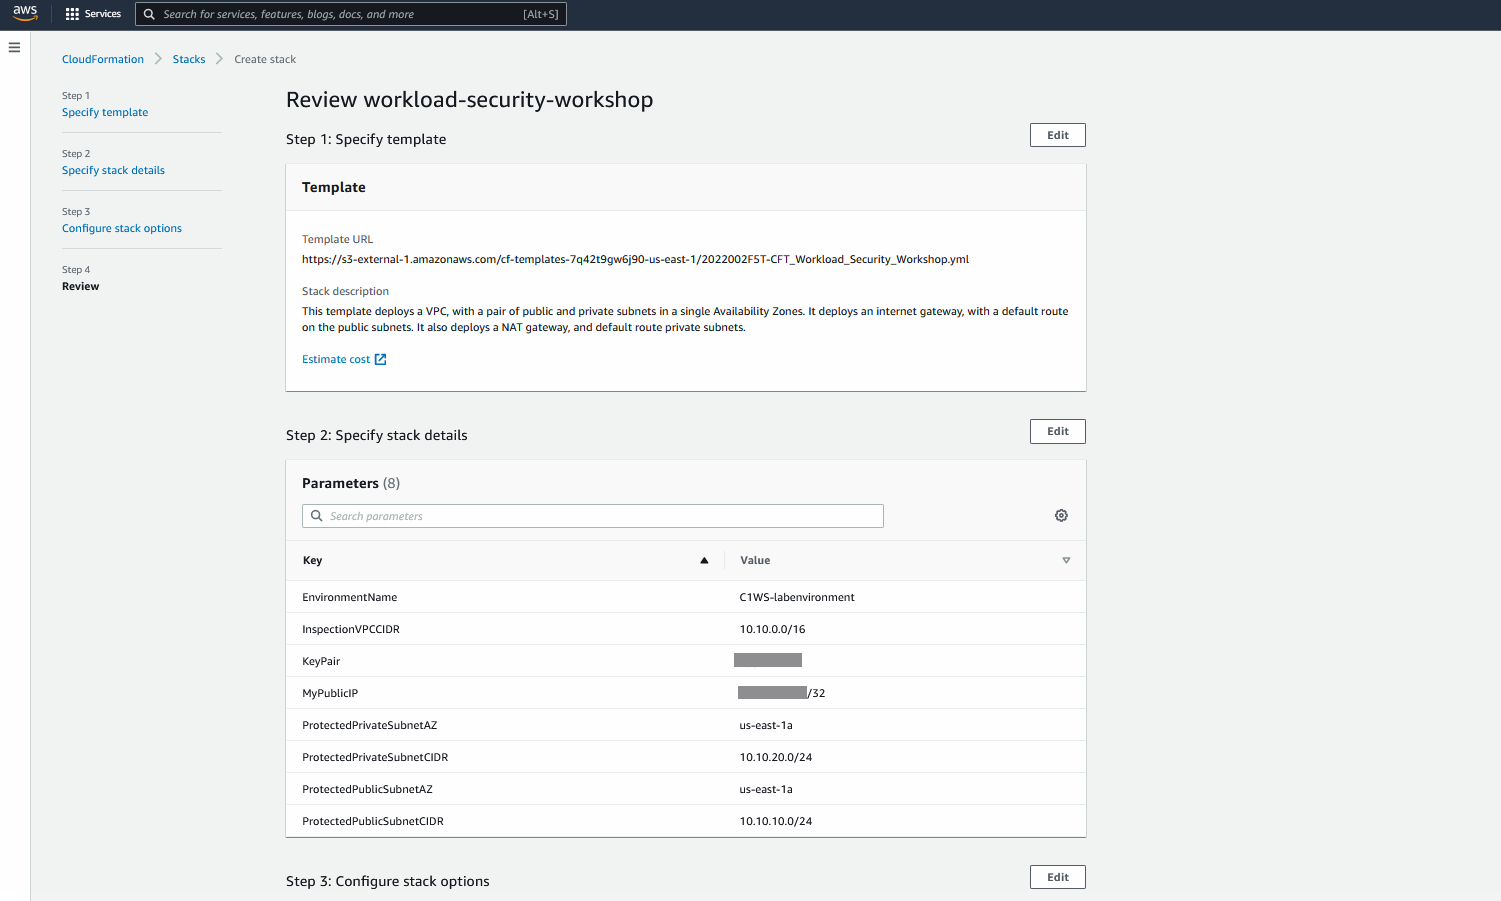 aws Services Search for services, features, blogs, docs, and more [Alt+S]
CloudFormation Stacks Create stack
Step 1
Specify template
Step 2
Specify stack details
Step 3
Configure stack options
Step 4
Review
Review workload-security-workshop
Step 1: Specify template
Edit
Template
Template URL
https://s3-external-1.amazonaws.com/cf-templates-7q42t9gw6j90-us-east-1/2022002F5T-CFT_Workload_Security_Workshop.yml
Stack description
This template deploys a VPC, with a pair of public and private subnets in a single Availability Zones. It deploys an internet gateway, with a default route
on the public subnets. It also deploys a NAT gateway, and default route private subnets.
Estimate cost
Step 2: Specify stack details
Edit
Parameters (8)
Search parameters
Key Value
EnvironmentName C1WS-labenvironment
InspectionVPCCIDR 10.10.0.0/16
KeyPair
MyPublicIP /32
ProtectedPrivateSubnetAZ us-east-1a
ProtectedPrivateSubnetCIDR 10.10.20.0/24
ProtectedPublicSubnetAZ us-east-1a
ProtectedPublicSubnetCIDR 10.10.10.0/24
Step 3: Configure stack options
Edit